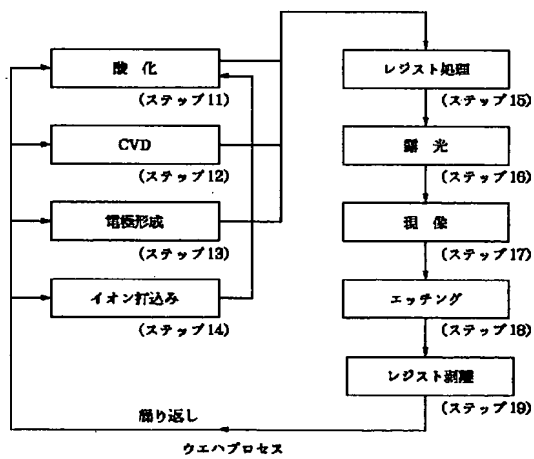 酸 化
(ステップ11)
CVD
(ステップ12)
電極形成
(ステップ13)
イオン打込み
(ステップ14)
レジスト処理
(ステップ15)
露 光
(ステップ16)
現 像
(ステップ17)
エッチング
(ステップ18)
レジスト剥離
(ステップ19)
繰り返し
ウエハプロセス